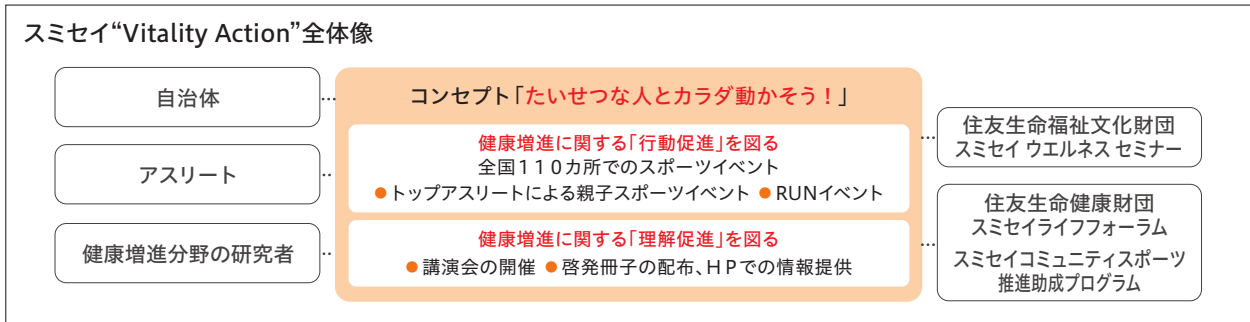 スミセイ“Vitality Action”全体像
自治体
アスリート
健康増進分野の研究者
コンセプト「たいせつな人とカラダ動かそう！」
健康増進に関する「行動促進」を図る
全国１１０カ所でのスポーツイベント
●トップアスリートによる親子スポーツイベント ●RUNイベント
健康増進に関する「理解促進」を図る
●講演会の開催 ●啓発冊子の配布、ＨＰでの情報提供
住友生命福祉文化財団
スミセイ ウエルネス セミナー
住友生命健康財団
スミセイライフフォーラム
スミセイコミュニティスポーツ
推進助成プログラム